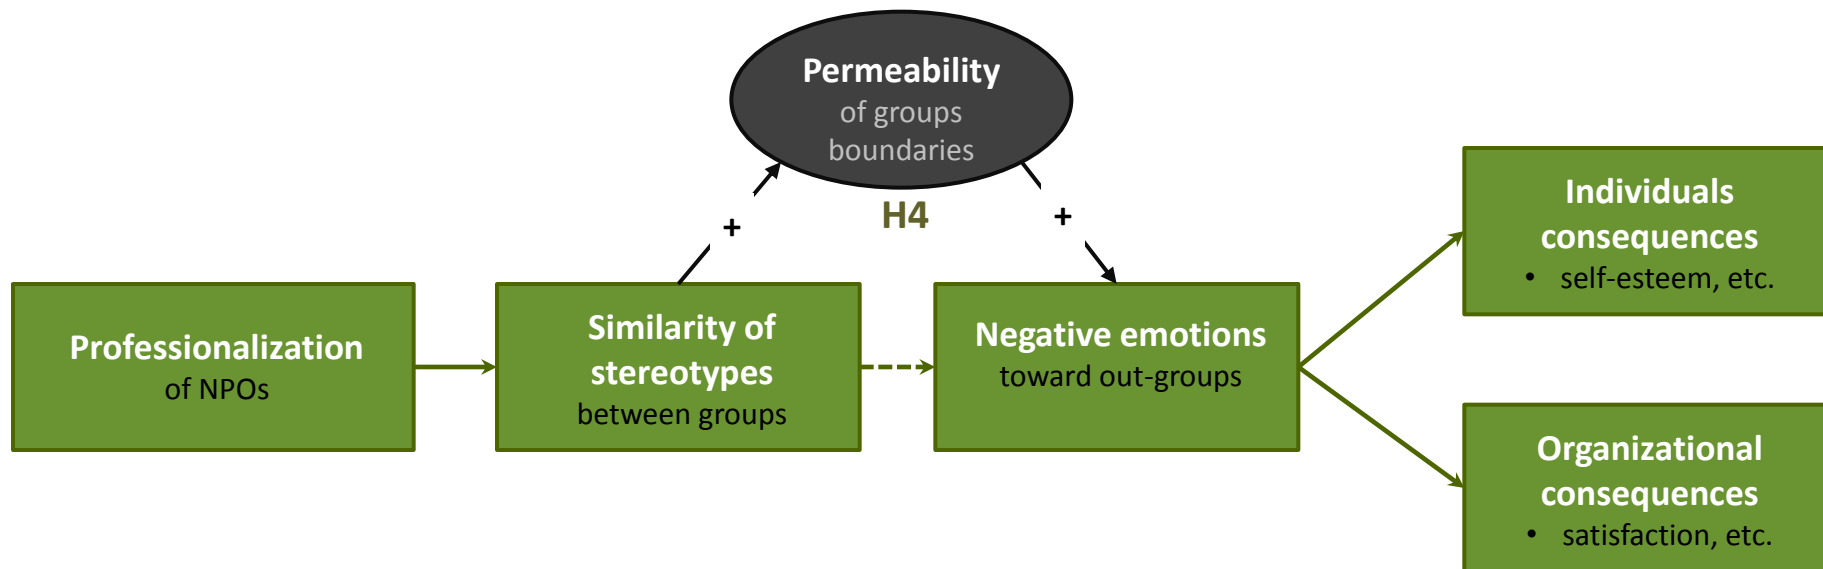 Permeability
of groups
boundaries
H4
+
+
Professionalization
of NPOs
Similarity of
stereotypes
between groups
Negative emotions
toward out-groups
Individuals
consequences
• self-esteem, etc.
Organizational
consequences
• satisfaction, etc.